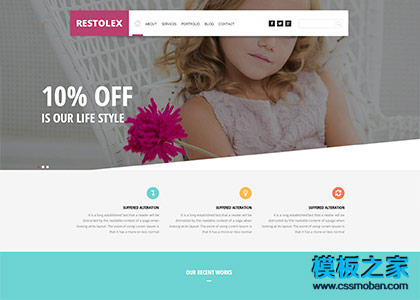 RESTOLEX
ABOUT SERVICES PORTFOLIO BLOG CONTACT
10% OFF
IS OUR LIFE STYLE
SUFFERED ALTERATION SUFFERED ALTERATION SUFFERED ALTERATION
It is a long established fact that a reader will be It is a long established fact that a reader will be It is a long established fact that a reader will be
distracted by the readable content of a page when distracted by the readable content of a page when distracted by the readable content of a page when
looking at its layout. The point of using Lorem Ipsum is looking at its layout. The point of using Lorem Ipsum is looking at its layout. The point of using Lorem Ipsum is
that it has a more-or-less normal that it has a more-or-less normal that it has a more-or-less normal
OUR RECENT WORKS
模板之家
www.cssmoban.com